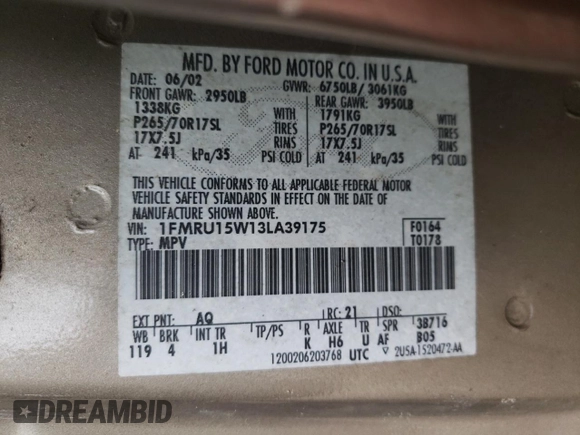 MFD. BY FORD MOTOR CO. IN U.S.A.
DATE: 06/02 GVWR: 6750LB/ 3061KG
FRONT GAWR: 2950LB REAR GAWR: 3950LB
1338KG WITH 1791KG WITH
P265/70R17SL TIRES P265/70R17SL TIRES
17X7.5J RIMS 17X7.5J RIMS
AT 241 kPa/35 PSI COLD AT 241 kPa/35 PSI COLD
THIS VEHICLE CONFORMS TO ALL APPLICABLE FEDERAL MOTOR
VEHICLE SAFETY STANDARDS IN EFFECT ON THE DATE OF
MANUFACTURE SHOWN ABOVE.
VIN: 1FMRU15W13LA39175 F0164
TYPE: MPV T0178
EXT PNT: AQ RC: 21 DSO:
WB BRK INT TR TP/PS R AXLE TR SPR 3B716
119 4 1H K H6 U AF B05
1200206203768 UTC 2U5A-1520472-AA
DREAMBID